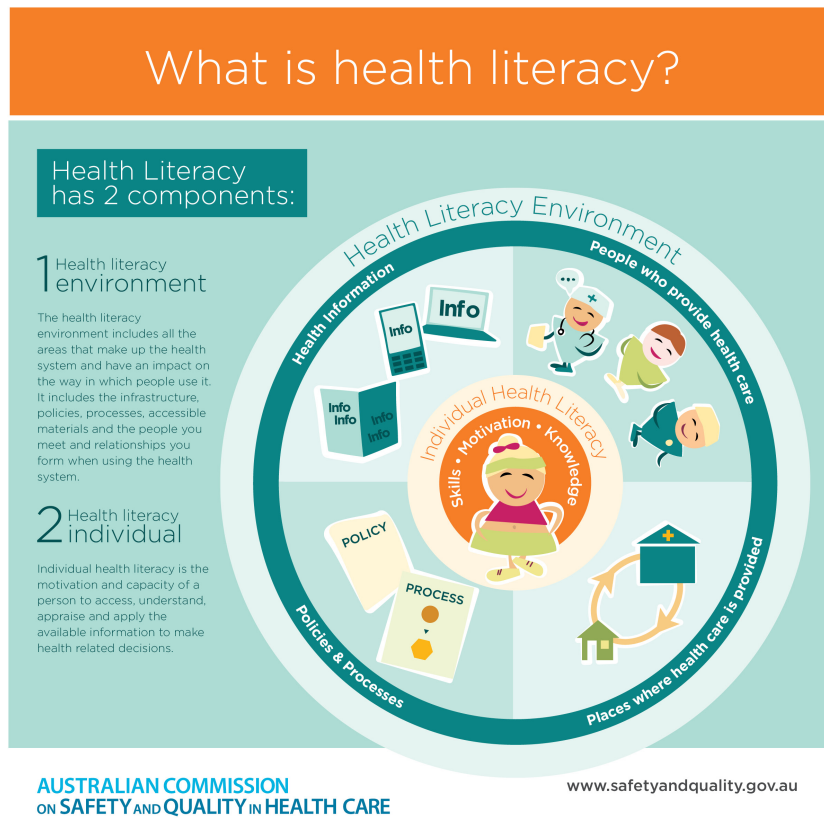 What is health literacy?
Health Literacy
has 2 components:
1 Health literacy
environment
The health literacy
environment includes all the
areas that make up the health
system and have an impact on
the way in which people use it.
It includes the infrastructure,
policies, processes, accessible
materials and the people you
meet and relationships you
form when using the health
system.
2 Health literacy
individual
Individual health literacy is the
motivation and capacity of a
person to access, understand,
appraise and apply the
available information to make
health related decisions.
Health Literacy Environment
Health Information
People who provide health care
Info
Info
Info
Info
Info
Info
Individual Health Literacy
Skills • Motivation • Knowledge
POLICY
PROCESS
Policies & Processes
Places where health care is provided
AUSTRALIAN COMMISSION
ON SAFETY AND QUALITY IN HEALTH CARE
www.safetyandquality.gov.au